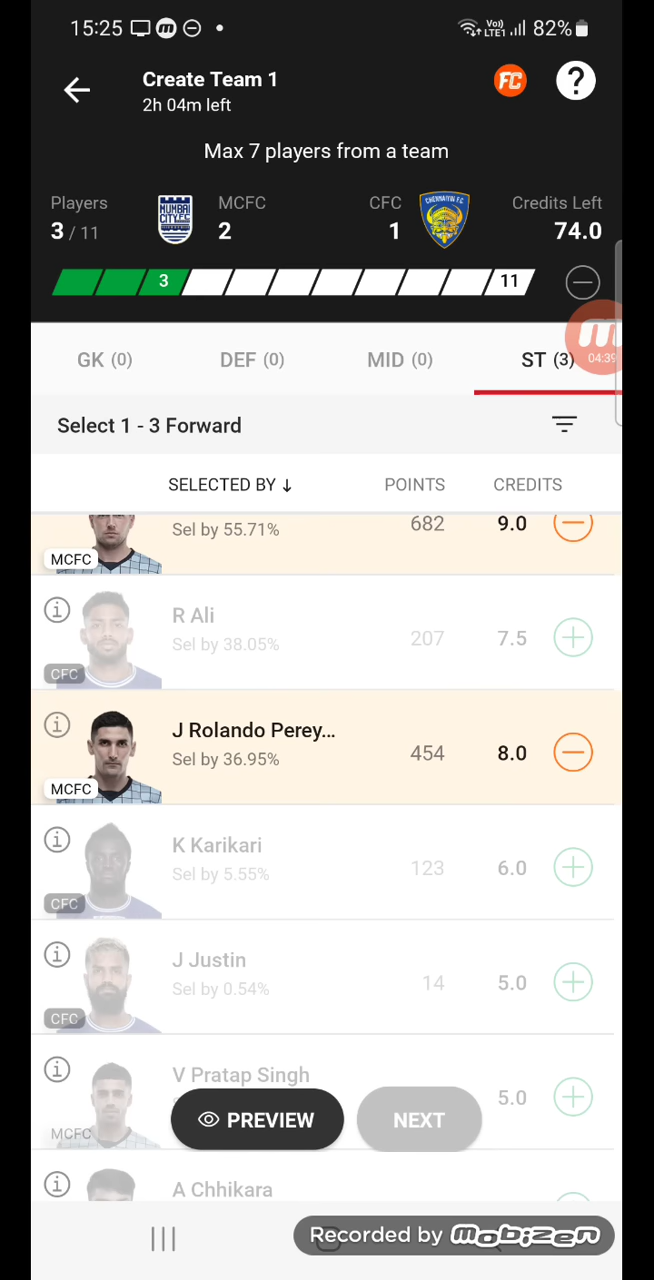 15:25 VoI) LTE1 82%
Create Team 1
2h 04m left
FC ?
Max 7 players from a team
Players MCFC CFC Credits Left
3 / 11 MUMBAI CITY F.C. 2 1 CHENNAIYIN F.C. 74.0
3 11
04:39
GK (0) DEF (0) MID (0) ST (3)
Select 1 - 3 Forward
SELECTED BY ↓ POINTS CREDITS
Sel by 55.71% 682 9.0
MCFC
R Ali
Sel by 38.05% 207 7.5
CFC
J Rolando Perey...
Sel by 36.95% 454 8.0
MCFC
K Karikari
Sel by 5.55% 123 6.0
CFC
J Justin
Sel by 0.54% 14 5.0
CFC
V Pratap Singh
5.0
MCFC
PREVIEW NEXT
A Chhikara
Recorded by mobizen